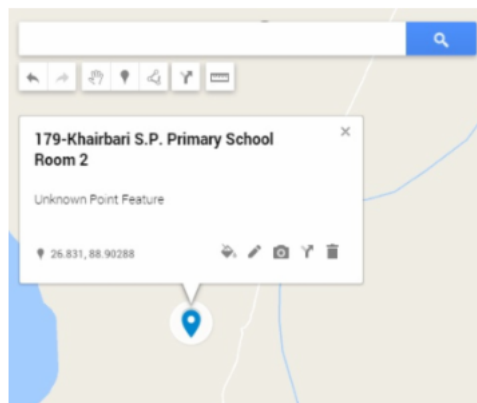 179-Khairbari S.P. Primary School
Room 2
Unknown Point Feature
26.831, 88.90288